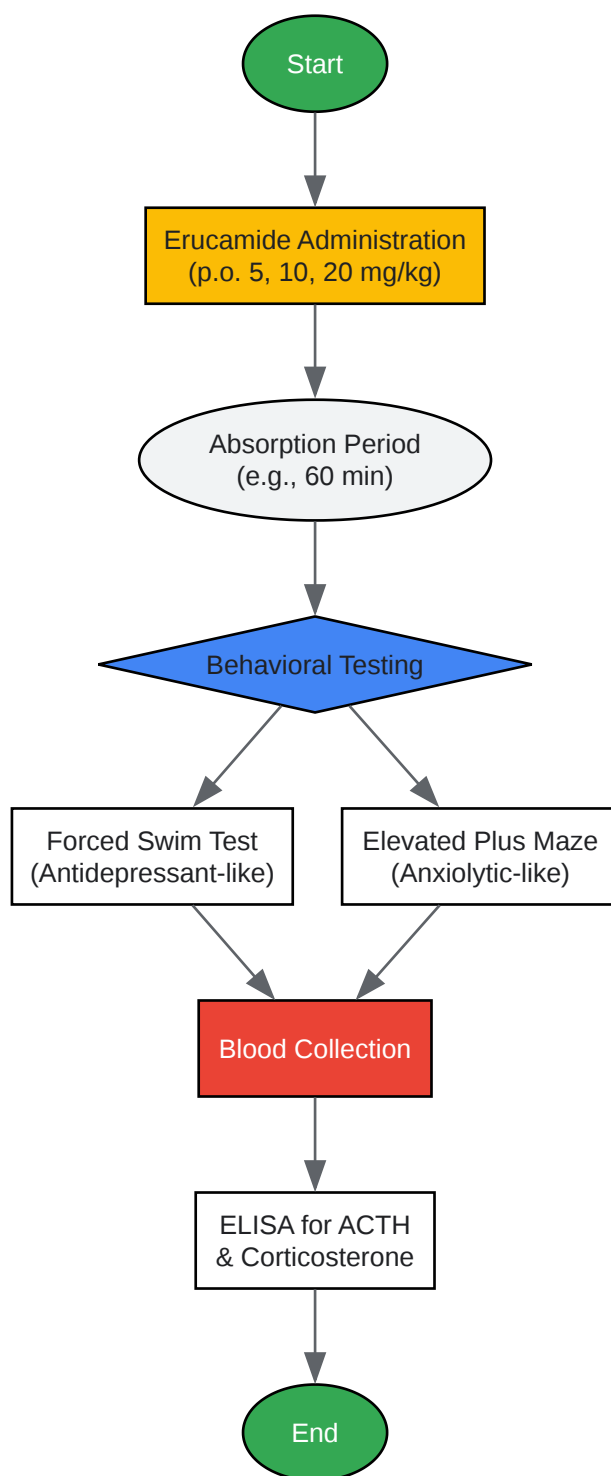 Start
Erucamide Administration
(p.o. 5, 10, 20 mg/kg)
Absorption Period
(e.g., 60 min)
Behavioral Testing
Forced Swim Test
(Antidepressant-like)
Elevated Plus Maze
(Anxiolytic-like)
Blood Collection
ELISA for ACTH
& Corticosterone
End